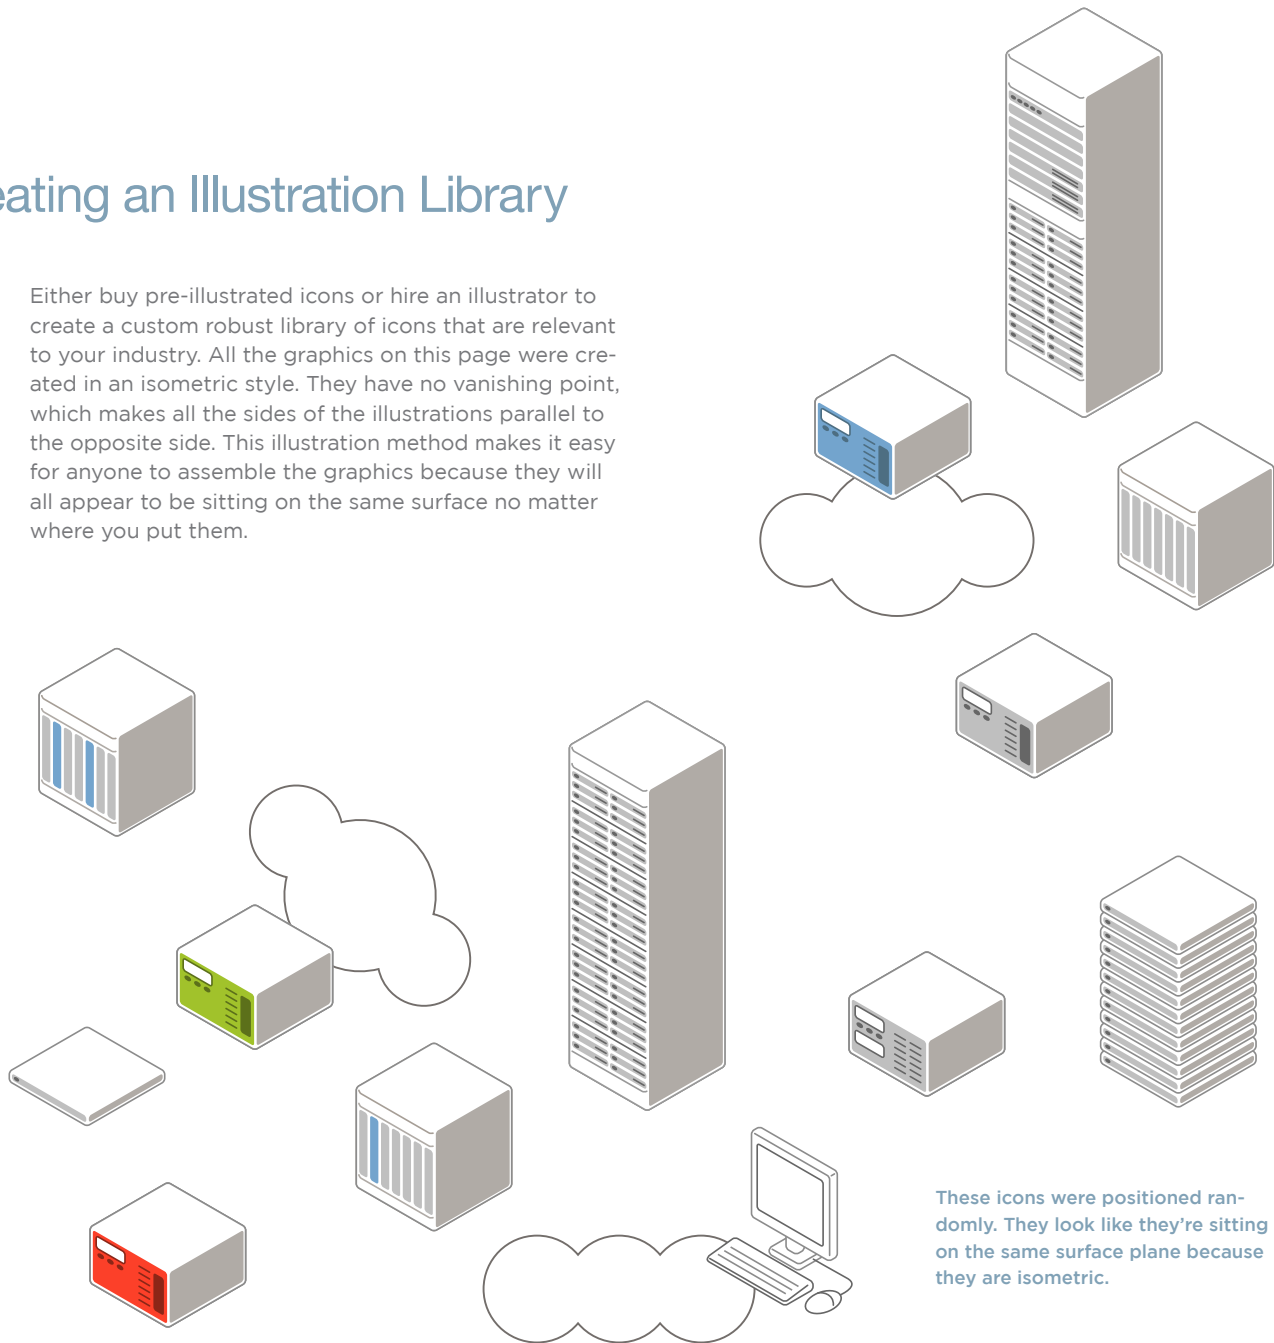 eating an Illustration Library
Either buy pre-illustrated icons or hire an illustrator to
create a custom robust library of icons that are relevant
to your industry. All the graphics on this page were cre-
ated in an isometric style. They have no vanishing point,
which makes all the sides of the illustrations parallel to
the opposite side. This illustration method makes it easy
for anyone to assemble the graphics because they will
all appear to be sitting on the same surface no matter
where you put them.
These icons were positioned ran-
domly. They look like they’re sitting
on the same surface plane because
they are isometric.